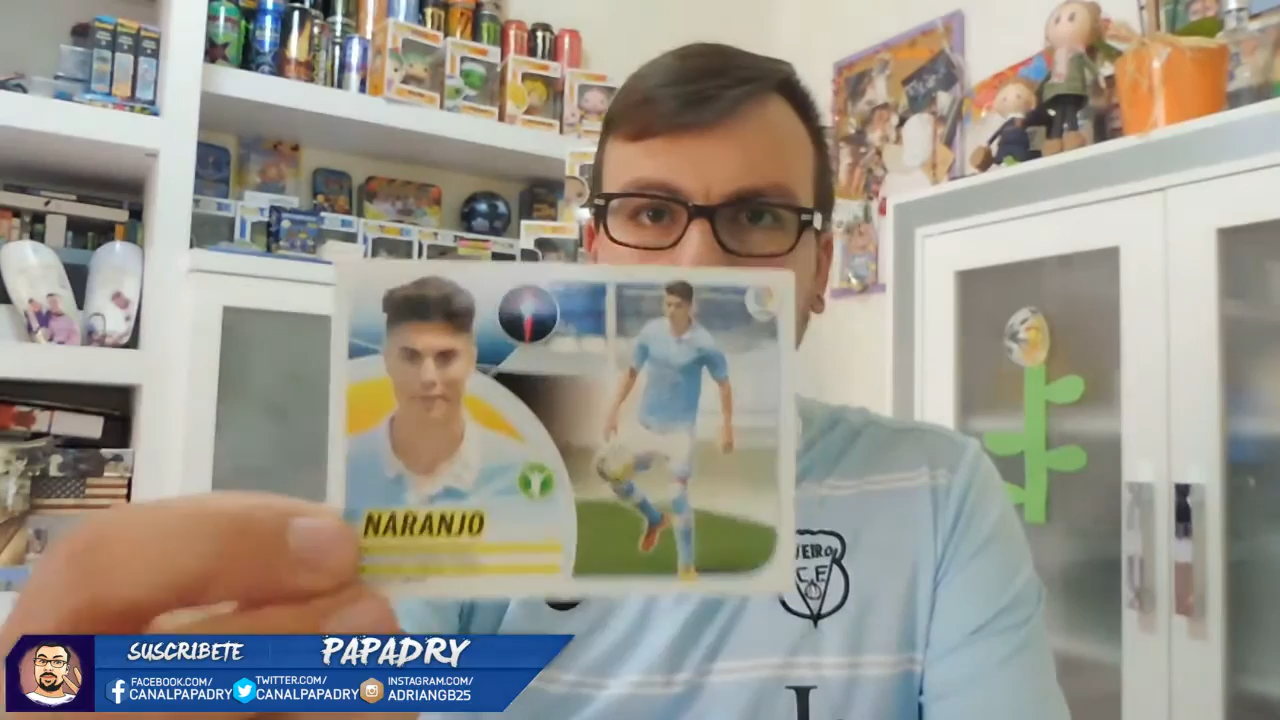 NARANJO
C.F.
SUSCRIBETE
PAPADRY
FACEBOOK.COM/
CANALPAPADRY
TWITTER.COM/
CANALPAPADRY
INSTAGRAM.COM/
ADRIANGB25